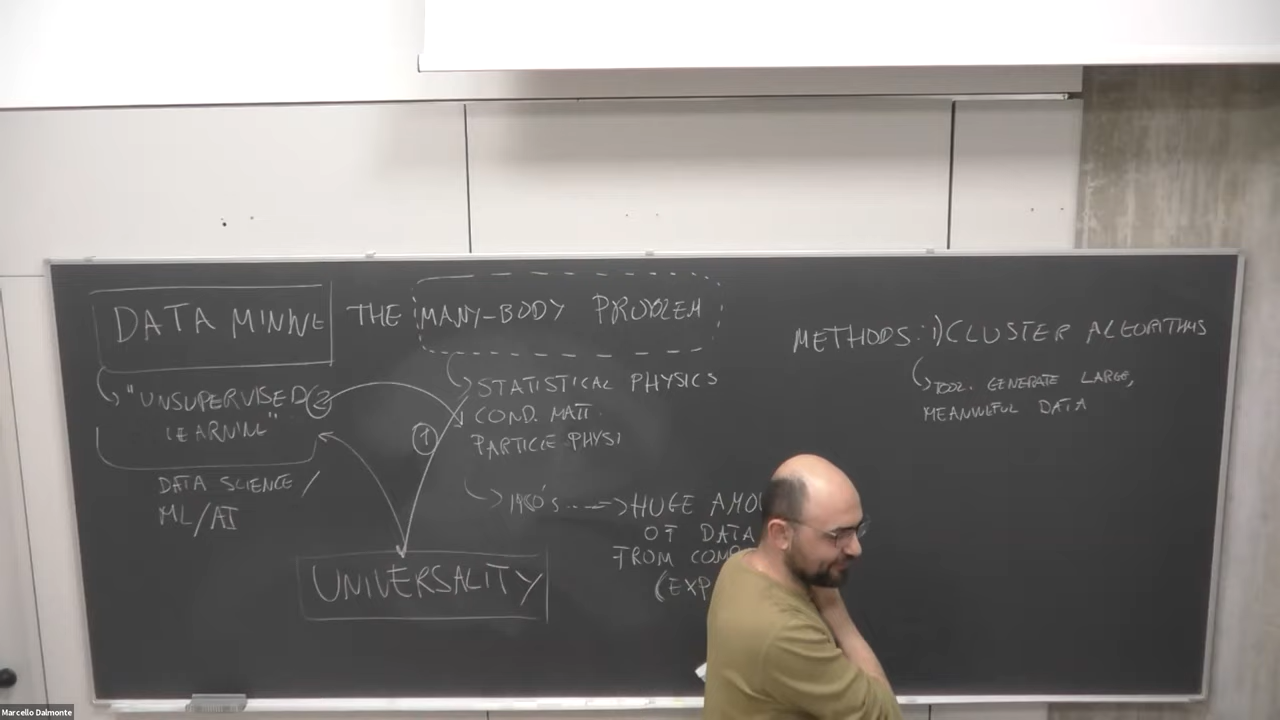 DATA MINING THE MANY-BODY PROBLEM
"UNSUPERVISED LEARNING"
2
DATA SCIENCE /
ML/AI
STATISTICAL PHYSICS
COND. MATT.
PARTICLE PHYSI
1
1960's ... -> HUGE AMO
OF DATA
FROM COMP
(EXP
UNIVERSALITY
METHODS: 1) CLUSTER ALGORITHMS
TOOL. GENERATE LARGE,
MEANINGFUL DATA
Marcello Dalmonte